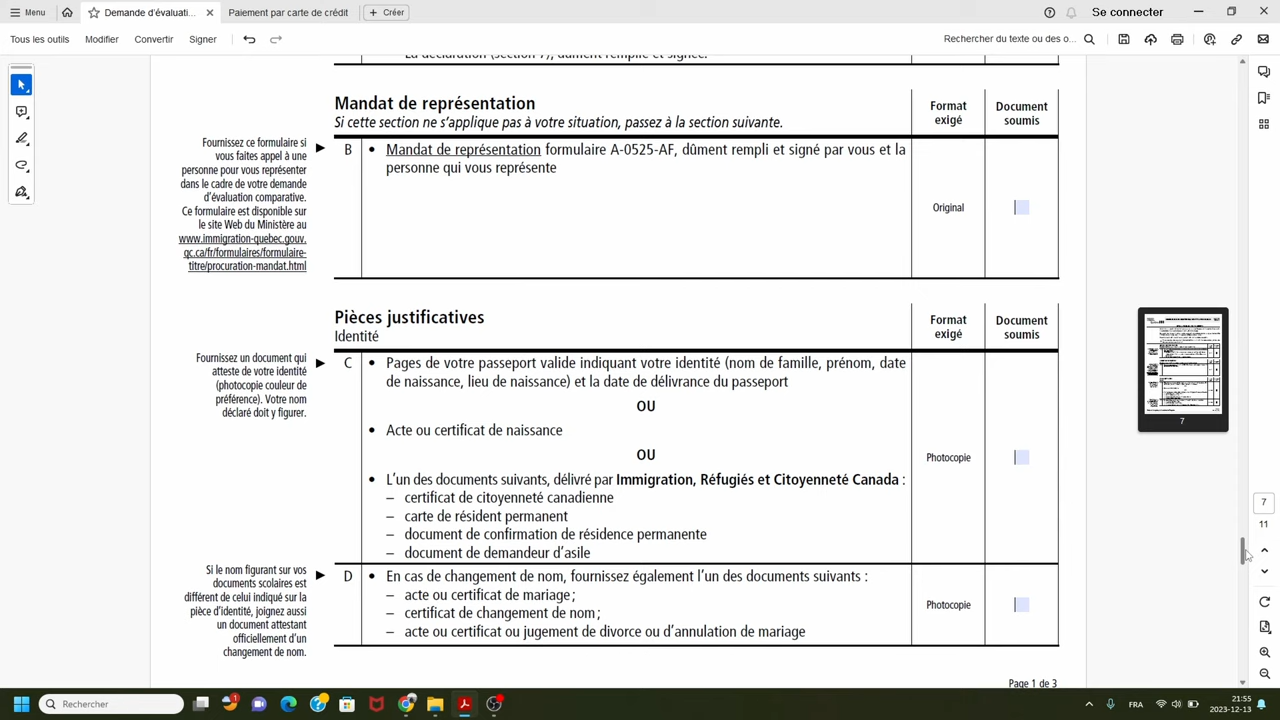 Menu
Demande d'évaluati...
Paiement par carte de crédit
Créer
Se connecter
Tous les outils
Modifier
Convertir
Signer
Rechercher du texte ou des o...
La déclaration (section 7), dûment remplie et signée.
Mandat de représentation
Si cette section ne s'applique pas à votre situation, passez à la section suivante.
Format
exigé
Document
soumis
Fournissez ce formulaire si
vous faites appel à une
personne pour vous représenter
dans le cadre de votre demande
d'évaluation comparative.
Ce formulaire est disponible sur
le site Web du Ministère au
www.immigration-quebec.gouv.
qc.ca/fr/formulaires/formulaire-
titre/procuration-mandat.html
B
• Mandat de représentation formulaire A-0525-AF, dûment rempli et signé par vous et la
personne qui vous représente
Original
Pièces justificatives
Identité
Format
exigé
Document
soumis
Fournissez un document qui
atteste de votre identité
(photocopie couleur de
préférence). Votre nom
déclaré doit y figurer.
C
• Pages de votre passeport valide indiquant votre identité (nom de famille, prénom, date
de naissance, lieu de naissance) et la date de délivrance du passeport
OU
• Acte ou certificat de naissance
OU
Photocopie
• L'un des documents suivants, délivré par Immigration, Réfugiés et Citoyenneté Canada :
– certificat de citoyenneté canadienne
– carte de résident permanent
– document de confirmation de résidence permanente
– document de demandeur d'asile
Si le nom figurant sur vos
documents scolaires est
différent de celui indiqué sur la
pièce d'identité, joignez aussi
un document attestant
officiellement d'un
changement de nom.
D
• En cas de changement de nom, fournissez également l'un des documents suivants :
– acte ou certificat de mariage ;
– certificat de changement de nom ;
– acte ou certificat ou jugement de divorce ou d'annulation de mariage
Photocopie
Page 1 de 3
7
7
11
Rechercher
1
FRA
21:55
2023-12-13